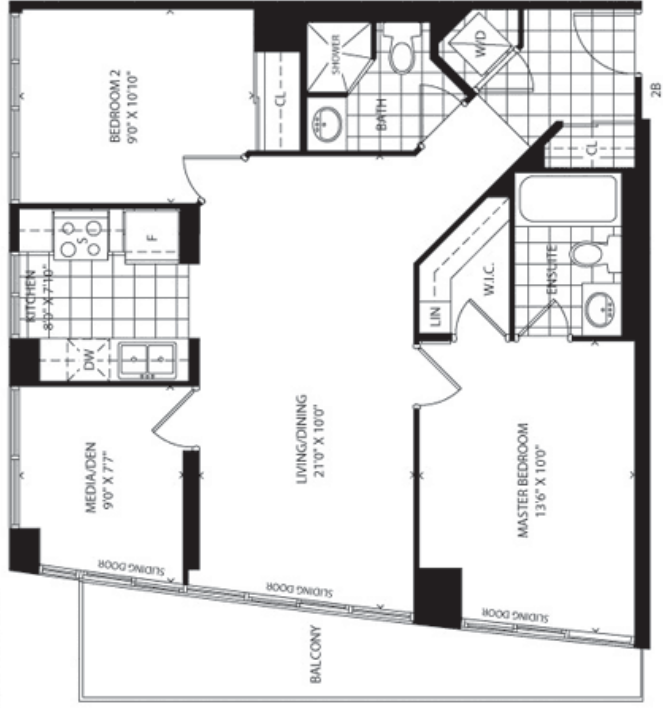 BEDROOM 2
9'0" X 10'10"
CL
SHOWER
BATH
W/D
2B
CL
KITCHEN
8'0" X 7'10"
S
F
DW
ENSUITE
W.I.C.
LIN
MEDIA/DEN
9'0" X 7'7"
LIVING/DINING
21'0" X 10'0"
MASTER BEDROOM
13'6" X 10'0"
SLIDING DOOR
SLIDING DOOR
SLIDING DOOR
BALCONY